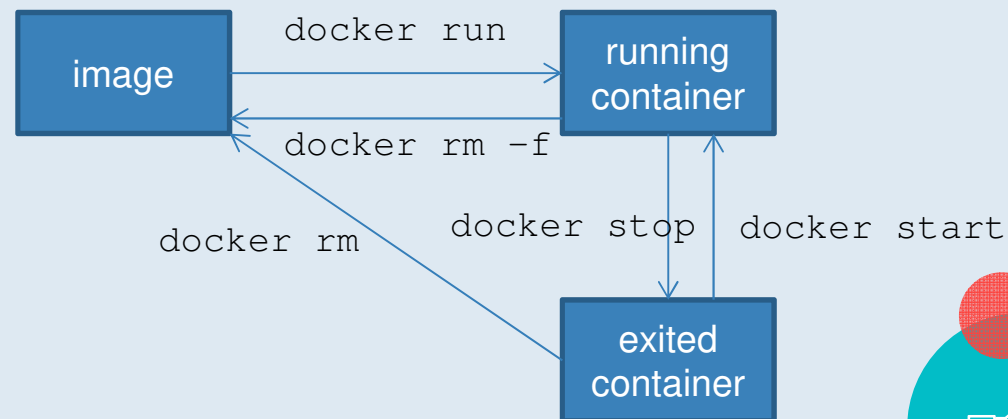 docker run
image
running
container
docker rm -f
docker rm
docker stop
docker start
exited
container